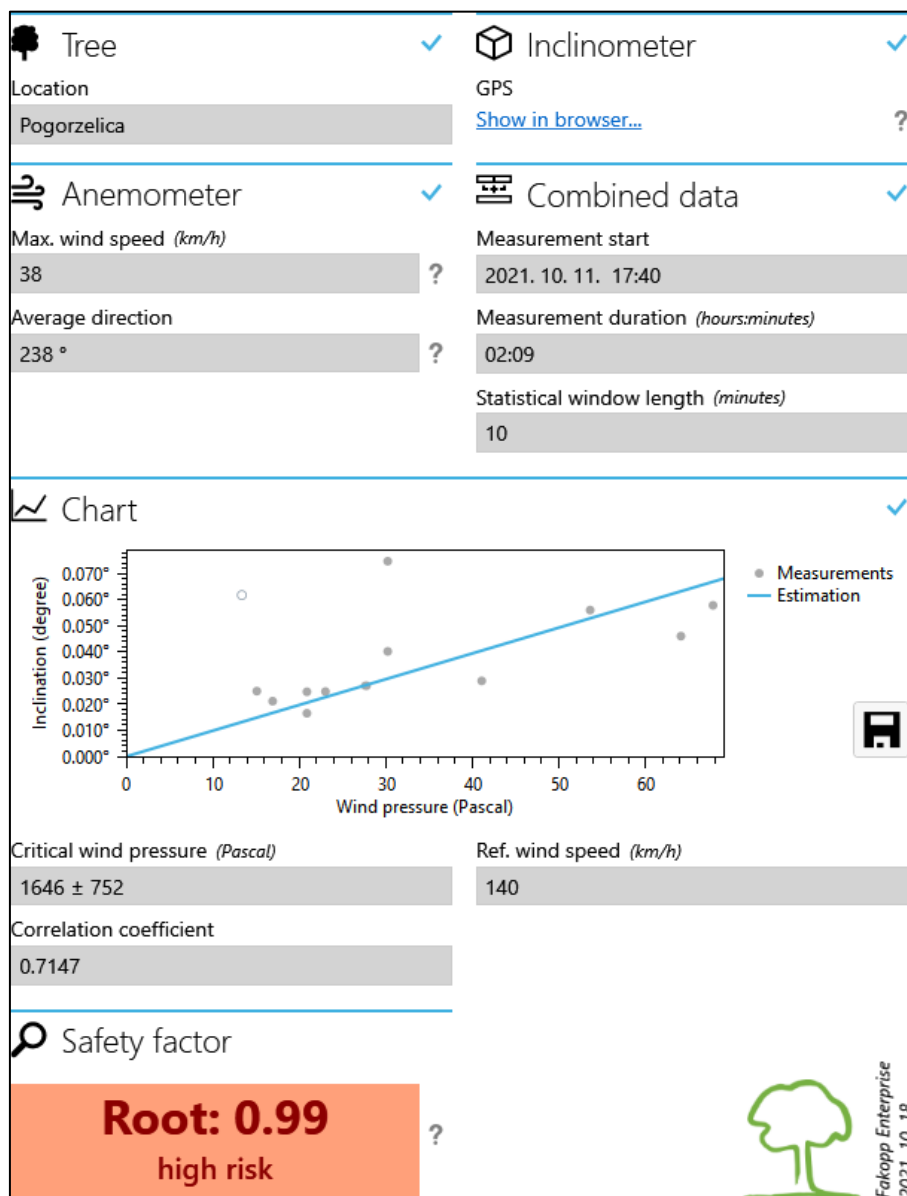 Tree
Location
Pogorzelica
Inclinometer
GPS
Show in browser...
?
Anemometer
Max. wind speed (km/h)
38
?
Average direction
238 °
?
Combined data
Measurement start
2021. 10. 11. 17:40
Measurement duration (hours:minutes)
02:09
Statistical window length (minutes)
10
Chart
Inclination (degree)
0.070°
0.060°
0.050°
0.040°
0.030°
0.020°
0.010°
0.000°
0 10 20 30 40 50 60
Wind pressure (Pascal)
Measurements
Estimation
Critical wind pressure (Pascal)
1646 ± 752
Ref. wind speed (km/h)
140
Correlation coefficient
0.7147
Safety factor
Root: 0.99
high risk
?
Fakopp Enterprise
2021. 10. 18.